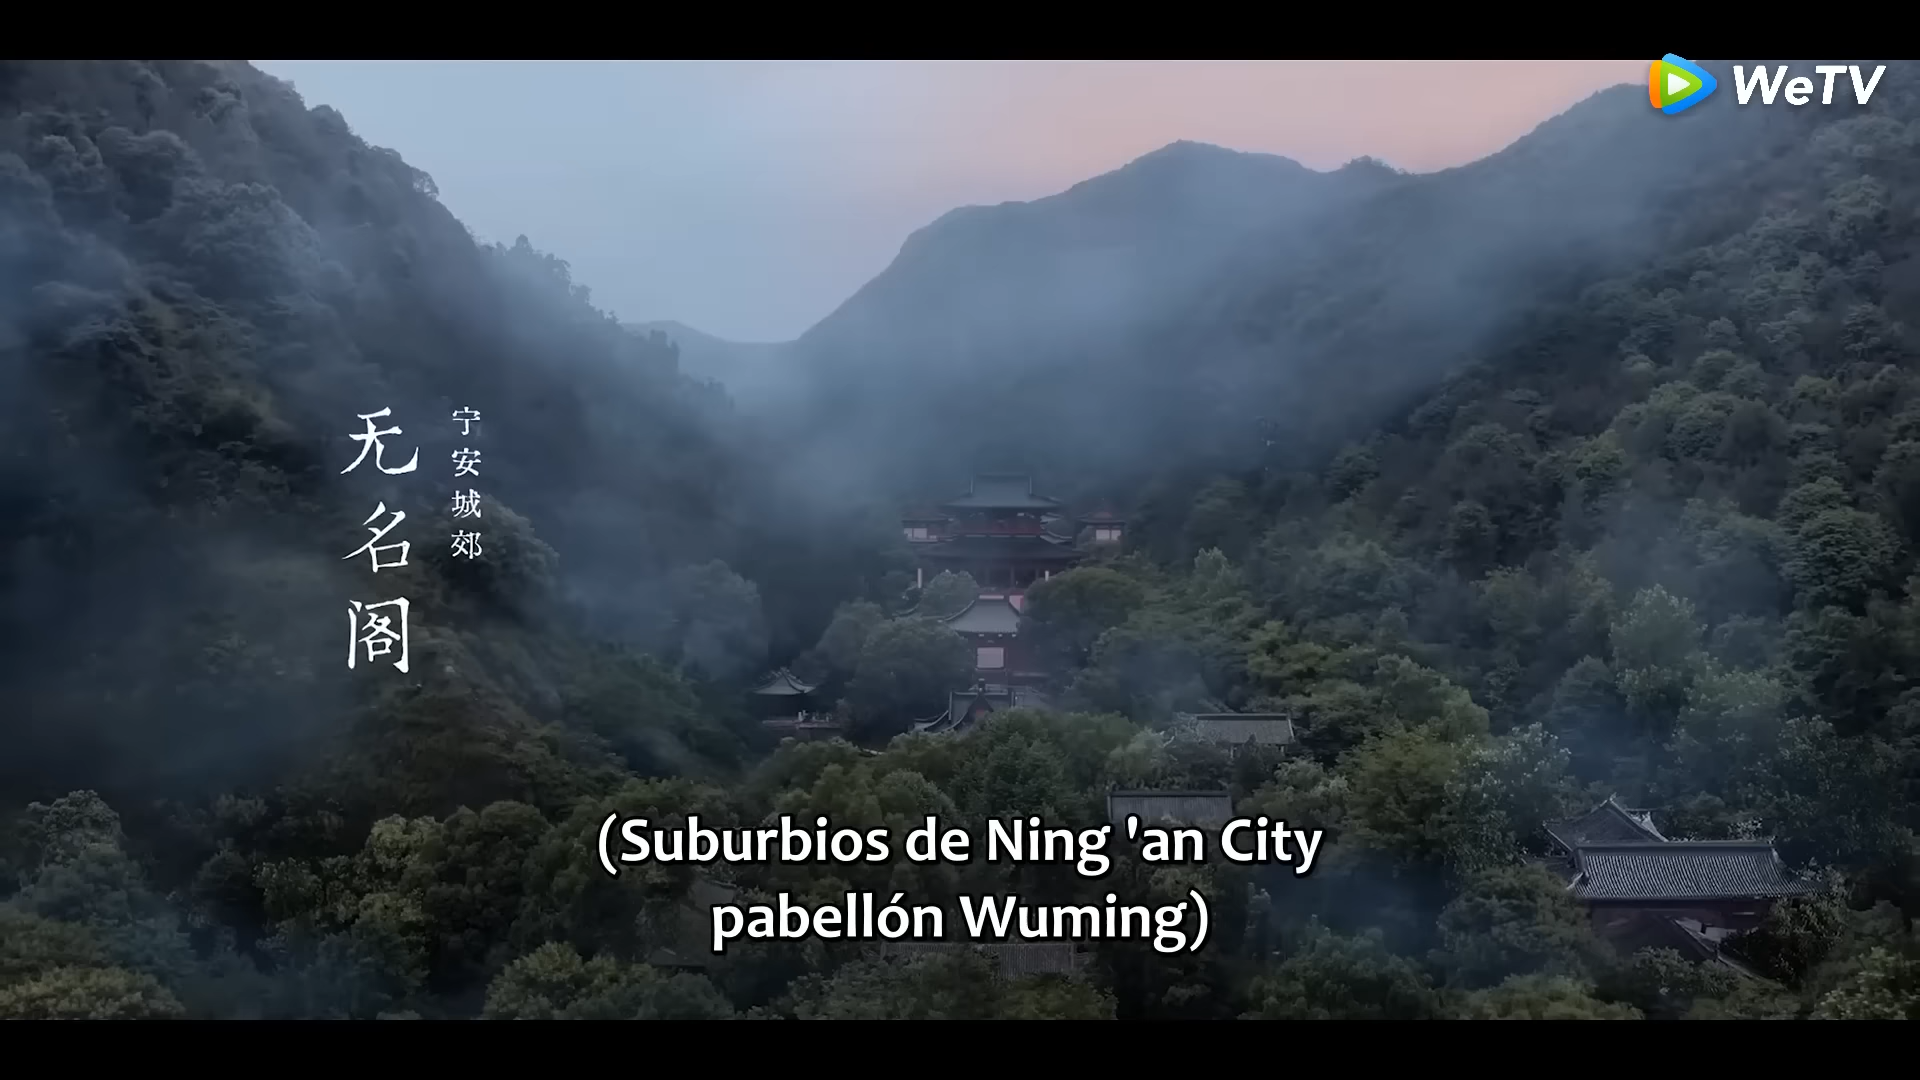 WeTV
宁安城郊
无名阁
(Suburbios de Ning 'an City
pabellón Wuming)